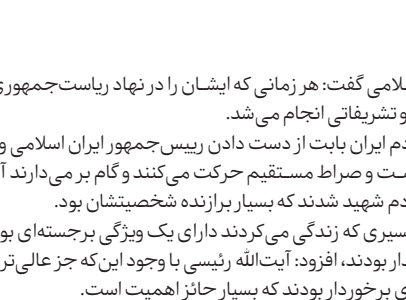 لامی گفت: هر زمانی که ایشان را در نهاد ریاست‌جمهوری
و تشریفاتی انجام می‌شد.
دم ایران بابت از دست دادن رییس‌جمهور ایران اسلامی و
ست و صراط مستقیم حرکت می‌کنند و گام بر می‌دارند آ
دم شهید شدند که بسیار برازنده شخصیتشان بود.
سیری که زندگی می‌کردند دارای یک ویژگی برجسته‌ای بو
دار بودند، افزود: آیت‌الله رئیسی با وجود این‌که جز عالی‌تر
ی برخوردار بودند که بسیار حائز اهمیت است.